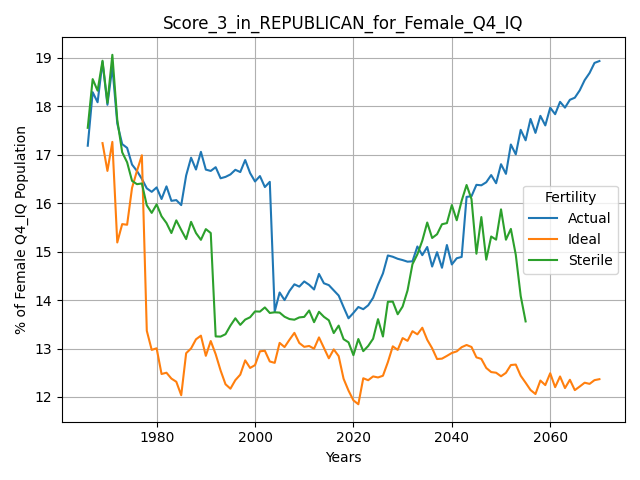 Score_3_in_REPUBLICAN_for_Female_Q4_IQ
% of Female Q4_IQ Population
19
18
17
16
15
14
13
12
Fertility
Actual
Ideal
Sterile
1980
2000
2020
2040
2060
Years